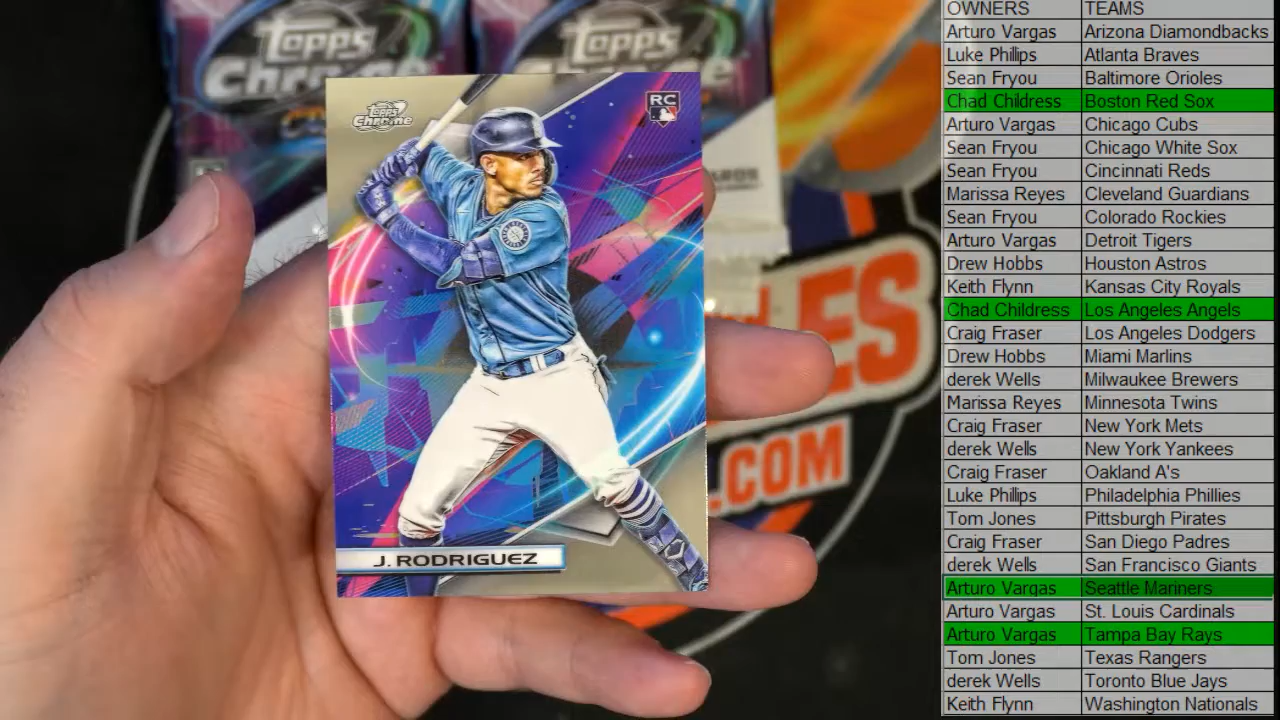 Topps
Chrome
Topps
Chr me
Topps
Chrome
RC
J. RODRIGUEZ
LES
.COM
OWNERS TEAMS
Arturo Vargas Arizona Diamondbacks
Luke Phllips Atlanta Braves
Sean Fryou Baltimore Orioles
Chad Childress Boston Red Sox
Arturo Vargas Chicago Cubs
Sean Fryou Chicago White Sox
Sean Fryou Cincinnati Reds
Marissa Reyes Cleveland Guardians
Sean Fryou Colorado Rockies
Arturo Vargas Detroit Tigers
Drew Hobbs Houston Astros
Keith Flynn Kansas City Royals
Chad Childress Los Angeles Angels
Craig Fraser Los Angeles Dodgers
Drew Hobbs Miami Marlins
derek Wells Milwaukee Brewers
Marissa Reyes Minnesota Twins
Craig Fraser New York Mets
derek Wells New York Yankees
Craig Fraser Oakland A's
Luke Phllips Philadelphia Phillies
Tom Jones Pittsburgh Pirates
Craig Fraser San Diego Padres
derek Wells San Francisco Giants
Arturo Vargas Seattle Mariners
Arturo Vargas St. Louis Cardinals
Arturo Vargas Tampa Bay Rays
Tom Jones Texas Rangers
derek Wells Toronto Blue Jays
Keith Flynn Washington Nationals